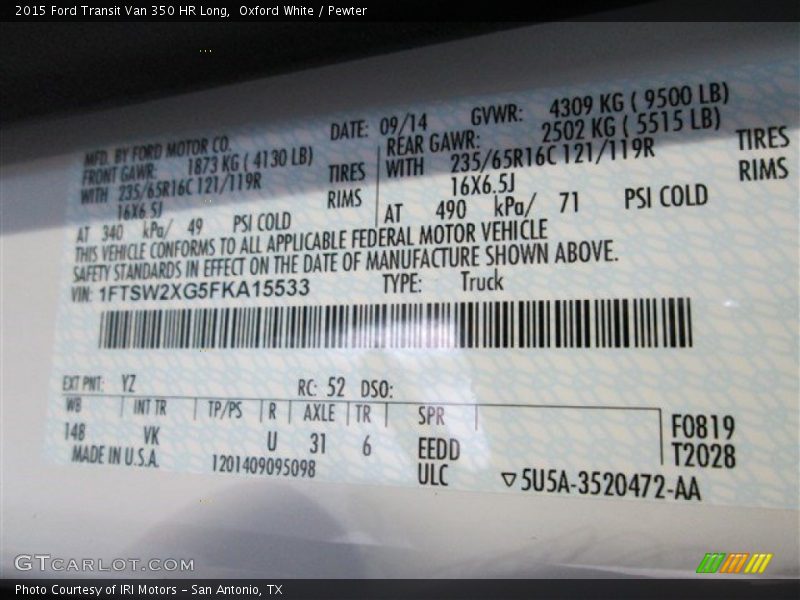 2015 Ford Transit Van 350 HR Long,  Oxford White / Pewter
MFD. BY FORD MOTOR CO. DATE: 09/14 GVWR: 4309 KG ( 9500 LB)
FRONT GAWR: 1873 KG ( 4130 LB) REAR GAWR: 2502 KG ( 5515 LB)
WITH 235/65R16C 121/119R TIRES WITH 235/65R16C 121/119R TIRES
16X6.5J RIMS 16X6.5J RIMS
AT 340 kPa/ 49 PSI COLD AT 490 kPa/ 71 PSI COLD
THIS VEHICLE CONFORMS TO ALL APPLICABLE FEDERAL MOTOR VEHICLE
SAFETY STANDARDS IN EFFECT ON THE DATE OF MANUFACTURE SHOWN ABOVE.
VIN: 1FTSW2XG5FKA15533 TYPE: Truck
EXT PNT: YZ RC: 52 DSO:
WB INT TR TP/PS R AXLE TR SPR F0819
148 VK U 31 6 EEDD T2028
MADE IN U.S.A. 1201409095098 ULC ▽5U5A-3520472-AA
GTCARLOT.COM
Photo Courtesy of IRI Motors – San Antonio, TX